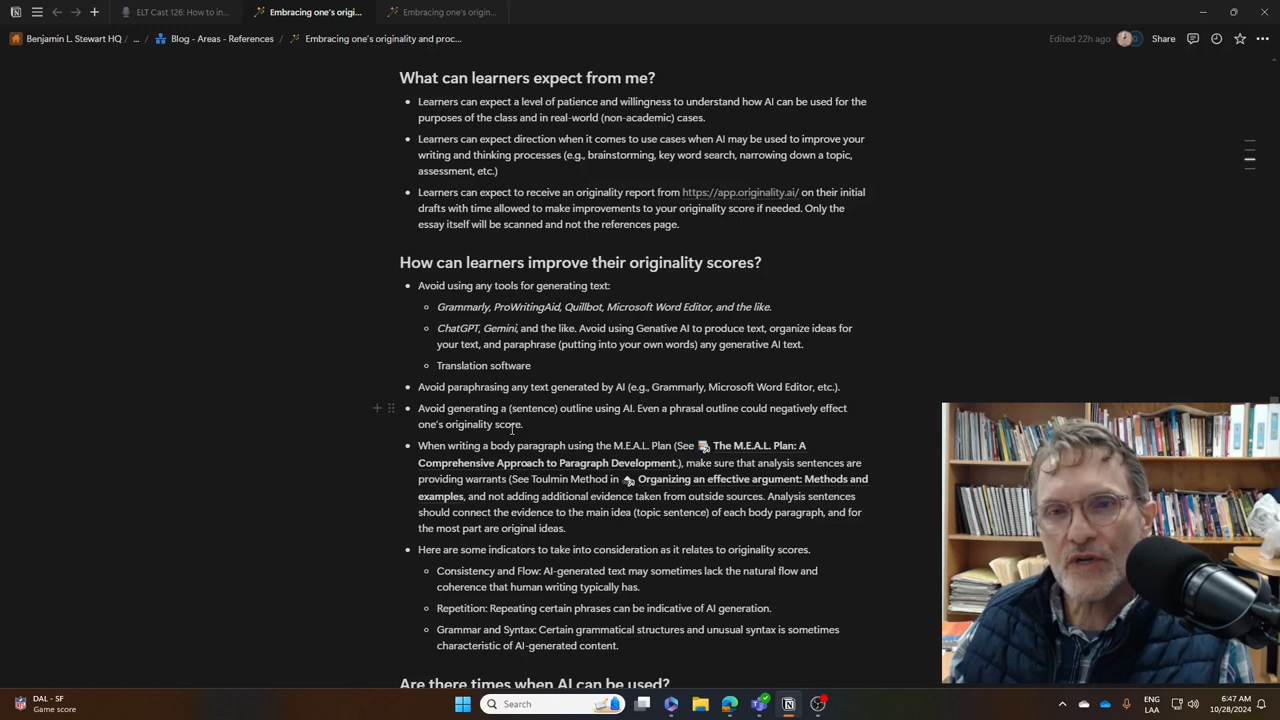 ELT Cast 126: How to in...
Embracing one's origi...
Embracing one's origin...
Benjamin L. Stewart HQ / ... / Blog - Areas - References / Embracing one's originality and proc...
Edited 22h ago
Share
What can learners expect from me?
• Learners can expect a level of patience and willingness to understand how AI can be used for the
purposes of the class and in real-world (non-academic) cases.
• Learners can expect direction when it comes to use cases when AI may be used to improve your
writing and thinking processes (e.g., brainstorming, key word search, narrowing down a topic,
assessment, etc.)
• Learners can expect to receive an originality report from https://app.originality.ai/ on their initial
drafts with time allowed to make improvements to your originality score if needed. Only the
essay itself will be scanned and not the references page.
How can learners improve their originality scores?
• Avoid using any tools for generating text:
Grammarly, ProWritingAid, Quillbot, Microsoft Word Editor, and the like.
ChatGPT, Gemini, and the like. Avoid using Genative AI to produce text, organize ideas for
your text, and paraphrase (putting into your own words) any generative AI text.
Translation software
• Avoid paraphrasing any text generated by AI (e.g., Grammarly, Microsoft Word Editor, etc.).
• Avoid generating a (sentence) outline using AI. Even a phrasal outline could negatively effect
one's originality score.
• When writing a body paragraph using the M.E.A.L. Plan (See The M.E.A.L. Plan: A
Comprehensive Approach to Paragraph Development.), make sure that analysis sentences are
providing warrants (See Toulmin Method in Organizing an effective argument: Methods and
examples, and not adding additional evidence taken from outside sources. Analysis sentences
should connect the evidence to the main idea (topic sentence) of each body paragraph, and for
the most part are original ideas.
• Here are some indicators to take into consideration as it relates to originality scores.
Consistency and Flow: AI-generated text may sometimes lack the natural flow and
coherence that human writing typically has.
Repetition: Repeating certain phrases can be indicative of AI generation.
Grammar and Syntax: Certain grammatical structures and unusual syntax is sometimes
characteristic of AI-generated content.
Are there times when AI can be used?
DAL - SF
Game score
Search
ENG
LAA
6:47 AM
10/28/2024